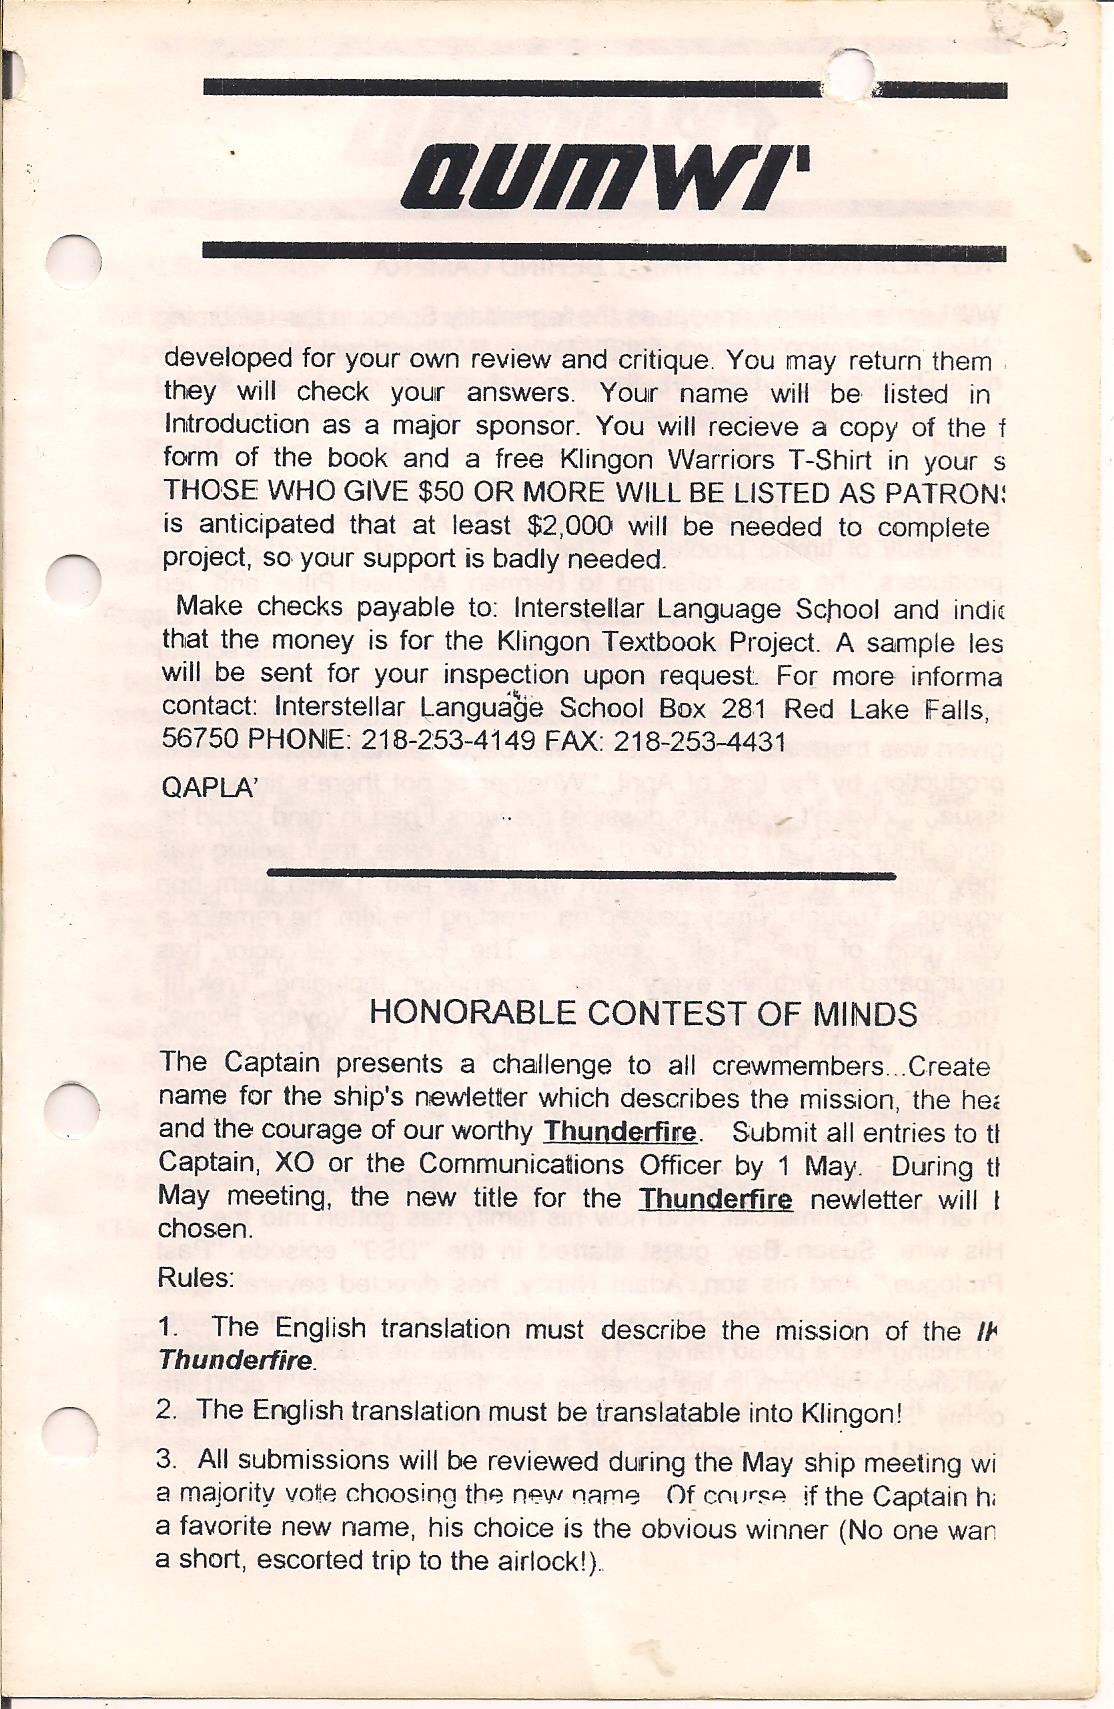 QUMWI'
developed for your own review and critique. You may return them
they will check your answers. Your name will be listed in
Introduction as a major sponsor. You will recieve a copy of the f
form of the book and a free Klingon Warriors T-Shirt in your s
THOSE WHO GIVE $50 OR MORE WILL BE LISTED AS PATRONS
is anticipated that at least $2,000 will be needed to complete
project, so your support is badly needed.
Make checks payable to: Interstellar Language School and indic
that the money is for the Klingon Textbook Project. A sample les
will be sent for your inspection upon request. For more informa
contact: Interstellar Language School Box 281 Red Lake Falls,
56750 PHONE: 218-253-4149 FAX: 218-253-4431
QAPLA'
HONORABLE CONTEST OF MINDS
The Captain presents a challenge to all crewmembers...Create
name for the ship's newletter which describes the mission, the hea
and the courage of our worthy Thunderfire. Submit all entries to th
Captain, XO or the Communications Officer by 1 May. During th
May meeting, the new title for the Thunderfire newletter will b
chosen.
Rules:
1. The English translation must describe the mission of the IK
Thunderfire.
2. The English translation must be translatable into Klingon!
3. All submissions will be reviewed during the May ship meeting wi
a majority vote choosing the new name Of course if the Captain ha
a favorite new name, his choice is the obvious winner (No one wan
a short, escorted trip to the airlock!).